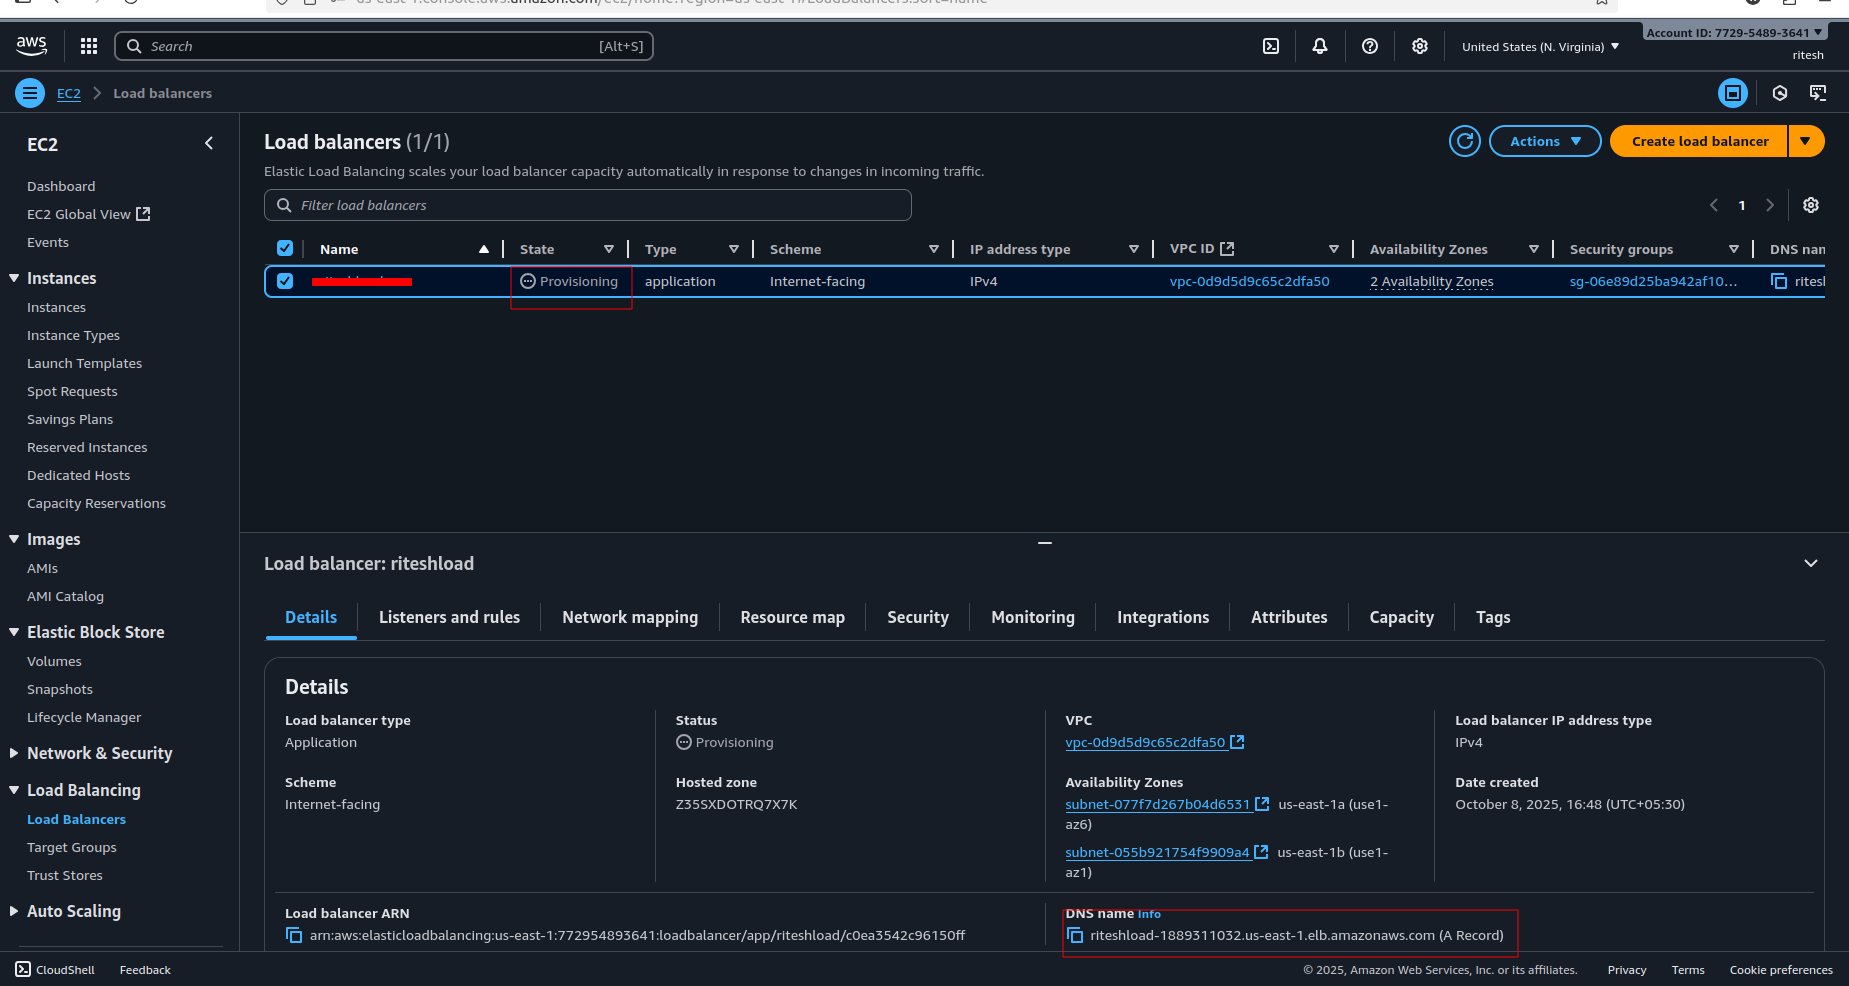 aws
Search [Alt+S]
United States (N. Virginia)
Account ID: 7729-5489-3641
ritesh
EC2 Load balancers
EC2
Dashboard
EC2 Global View
Events
Instances
Instances
Instance Types
Launch Templates
Spot Requests
Savings Plans
Reserved Instances
Dedicated Hosts
Capacity Reservations
Images
AMIs
AMI Catalog
Elastic Block Store
Volumes
Snapshots
Lifecycle Manager
Network & Security
Load Balancing
Load Balancers
Target Groups
Trust Stores
Auto Scaling
Load balancers (1/1)
Actions
Create load balancer
Elastic Load Balancing scales your load balancer capacity automatically in response to changes in incoming traffic.
Filter load balancers
1
Name State Type Scheme IP address type VPC ID Availability Zones Security groups DNS nam
Provisioning application Internet-facing IPv4 vpc-0d9d5d9c65c2dfa50 2 Availability Zones sg-06e89d25ba942af10... ritesh
Load balancer: riteshload
Details Listeners and rules Network mapping Resource map Security Monitoring Integrations Attributes Capacity Tags
Details
Load balancer type
Application
Scheme
Internet-facing
Status
Provisioning
Hosted zone
Z35SXDOTRQ7X7K
VPC
vpc-0d9d5d9c65c2dfa50
Availability Zones
subnet-077f7d267b04d6531 us-east-1a (use1-
az6)
subnet-055b921754f9909a4 us-east-1b (use1-
az1)
Load balancer IP address type
IPv4
Date created
October 8, 2025, 16:48 (UTC+05:30)
Load balancer ARN
arn:aws:elasticloadbalancing:us-east-1:772954893641:loadbalancer/app/riteshload/c0ea3542c96150ff
DNS name Info
riteshload-1889311032.us-east-1.elb.amazonaws.com (A Record)
CloudShell Feedback
© 2025, Amazon Web Services, Inc. or its affiliates. Privacy Terms Cookie preferences